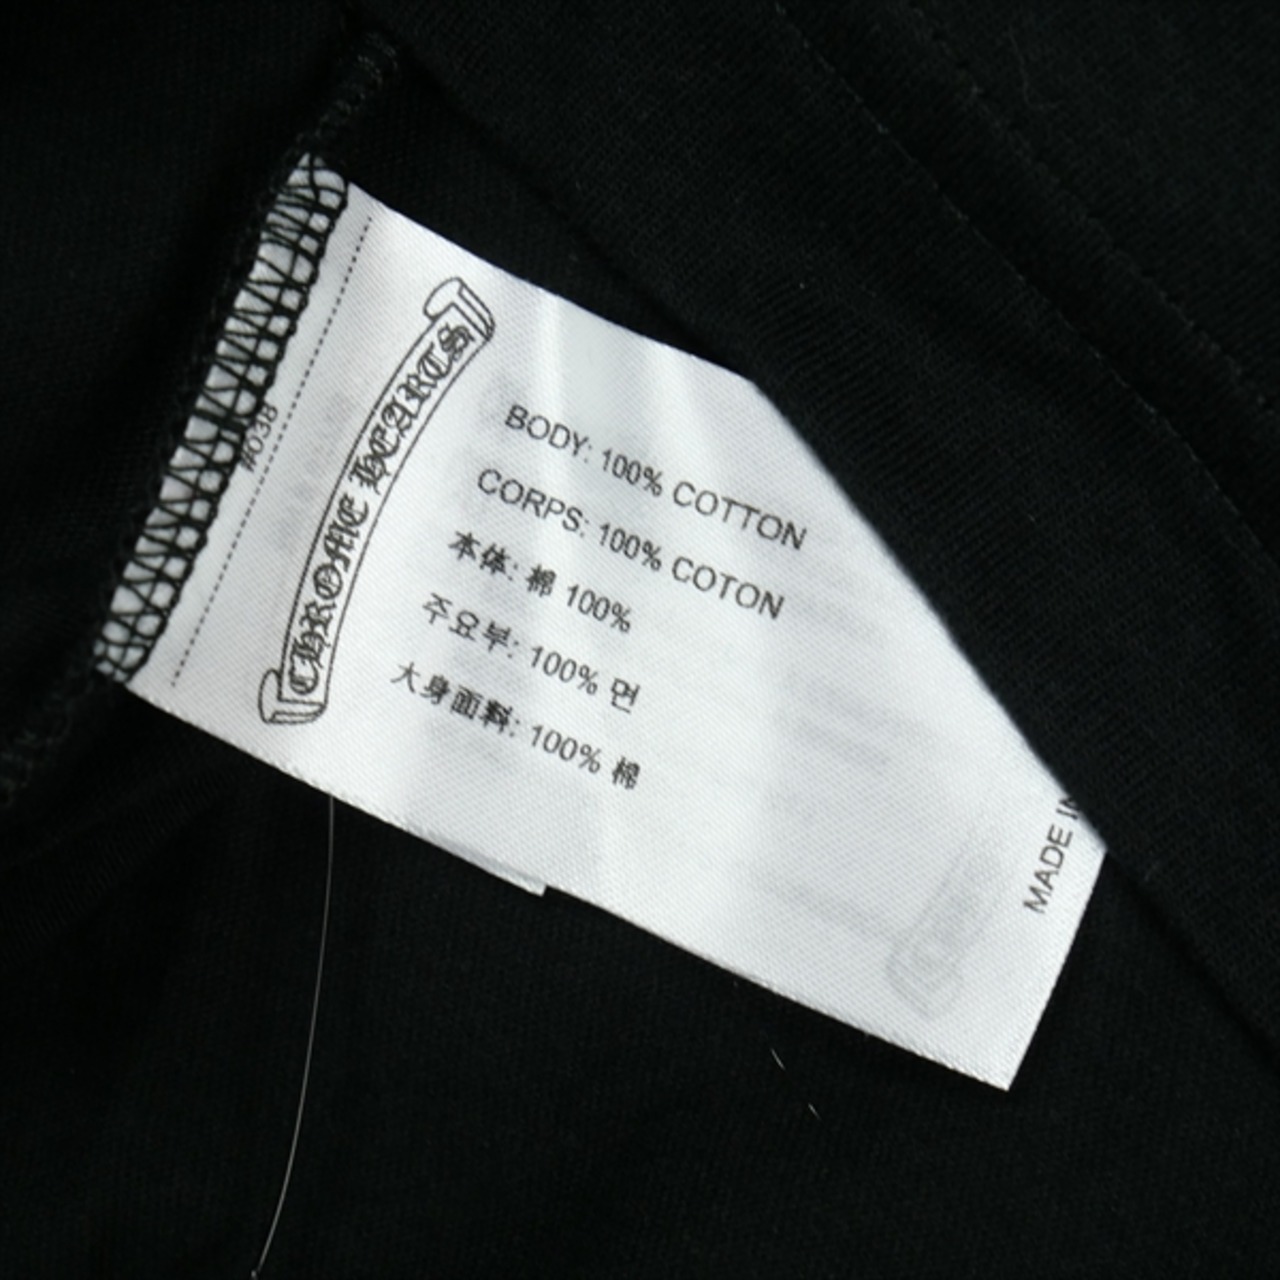 #038
CHROME HEARTS
BODY: 100% COTTON
CORPS: 100% COTON
本体: 棉 100%
주요부: 100% 면
大身面料: 100% 棉
MADE IN